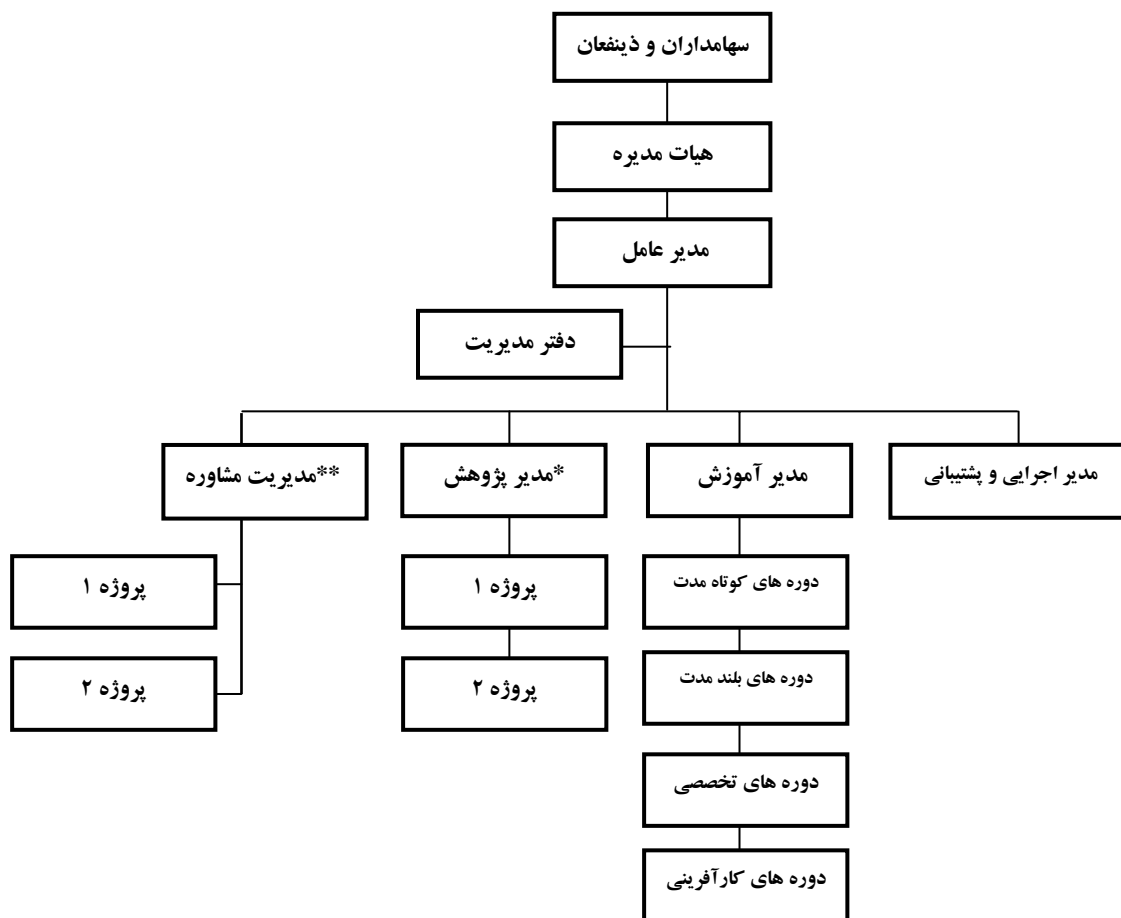 سهامداران و ذینفعان
هیات مدیره
مدیر عامل
دفتر مدیریت
مدیر اجرایی و پشتیبانی
مدیر آموزش
*مدیر پژوهش
**مدیریت مشاوره
دوره های کوتاه مدت
پروژه ۱
پروژه ۱
دوره های بلند مدت
پروژه ۲
پروژه ۲
دوره های تخصصی
دوره های کارآفرینی